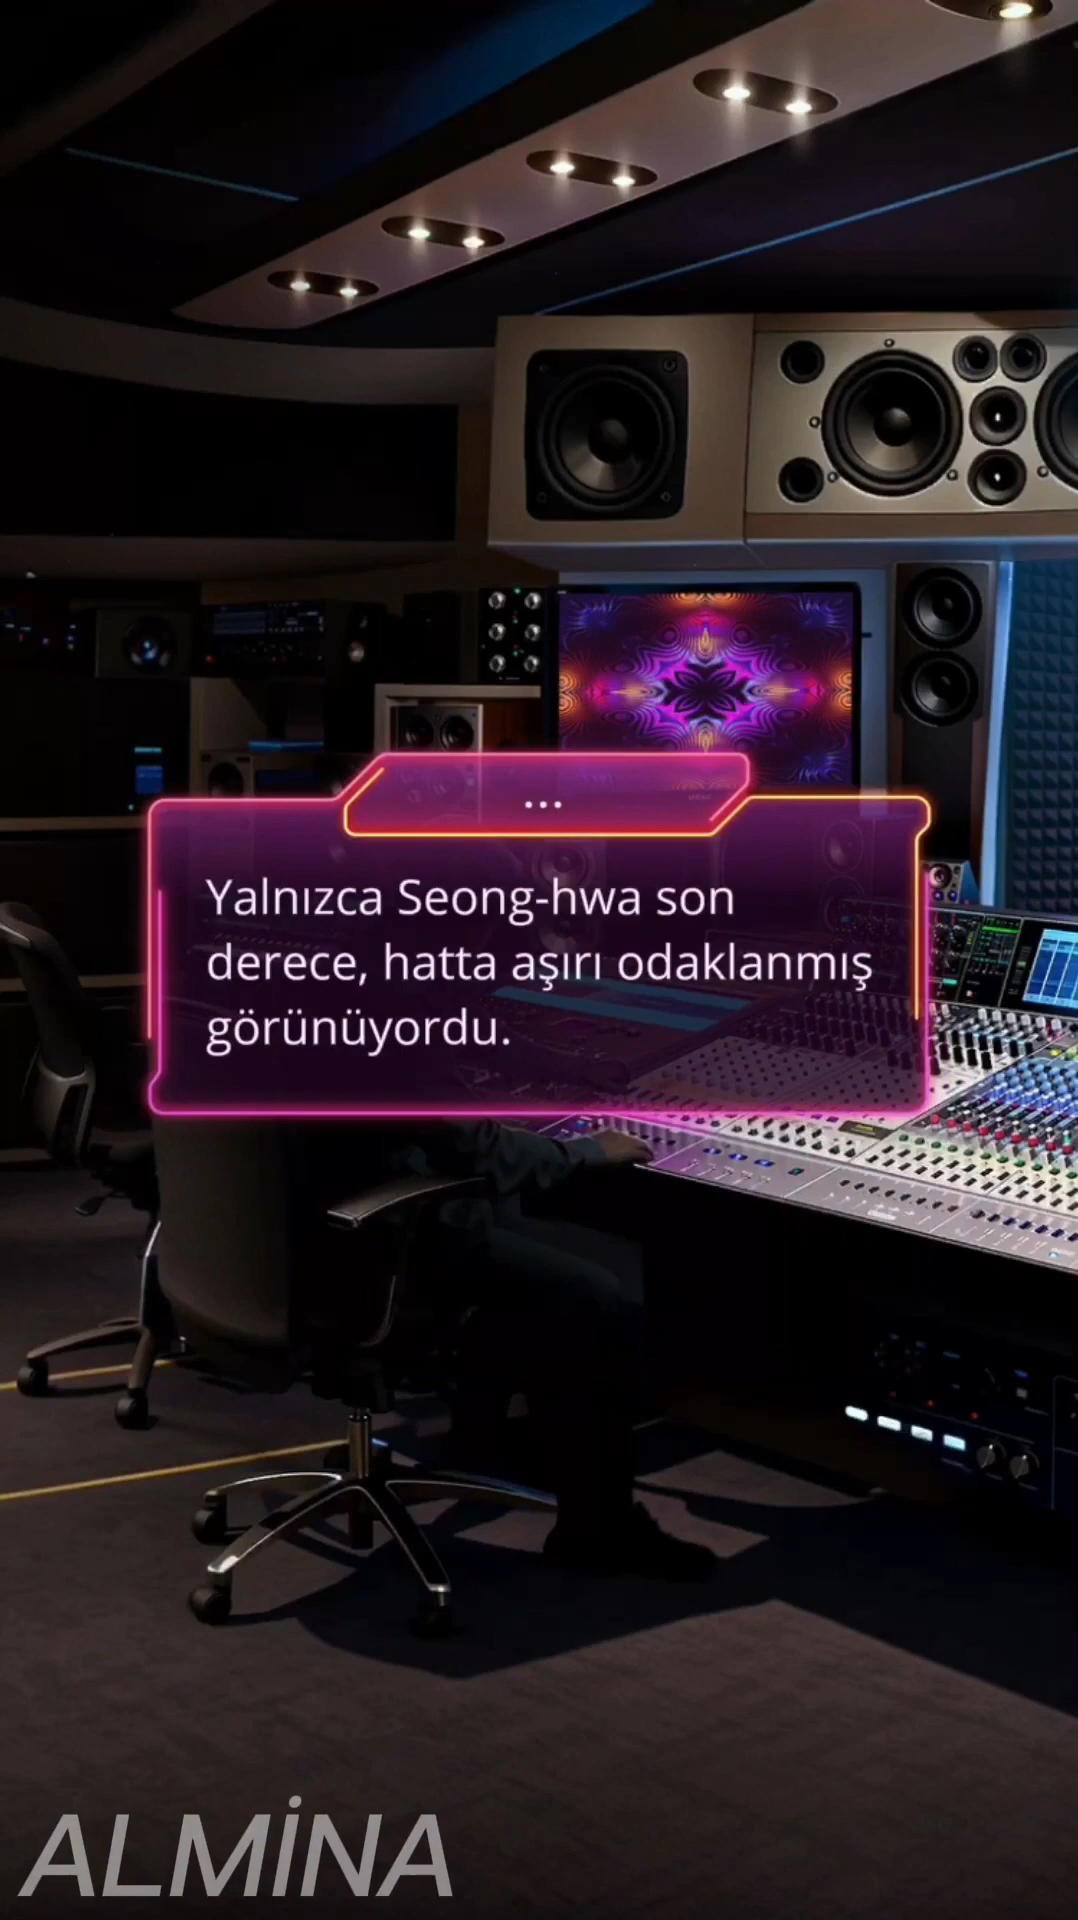 ...
Yalnızca Seong-hwa son
derece, hatta aşırı odaklanmış
görünüyordu.
ALMİNA